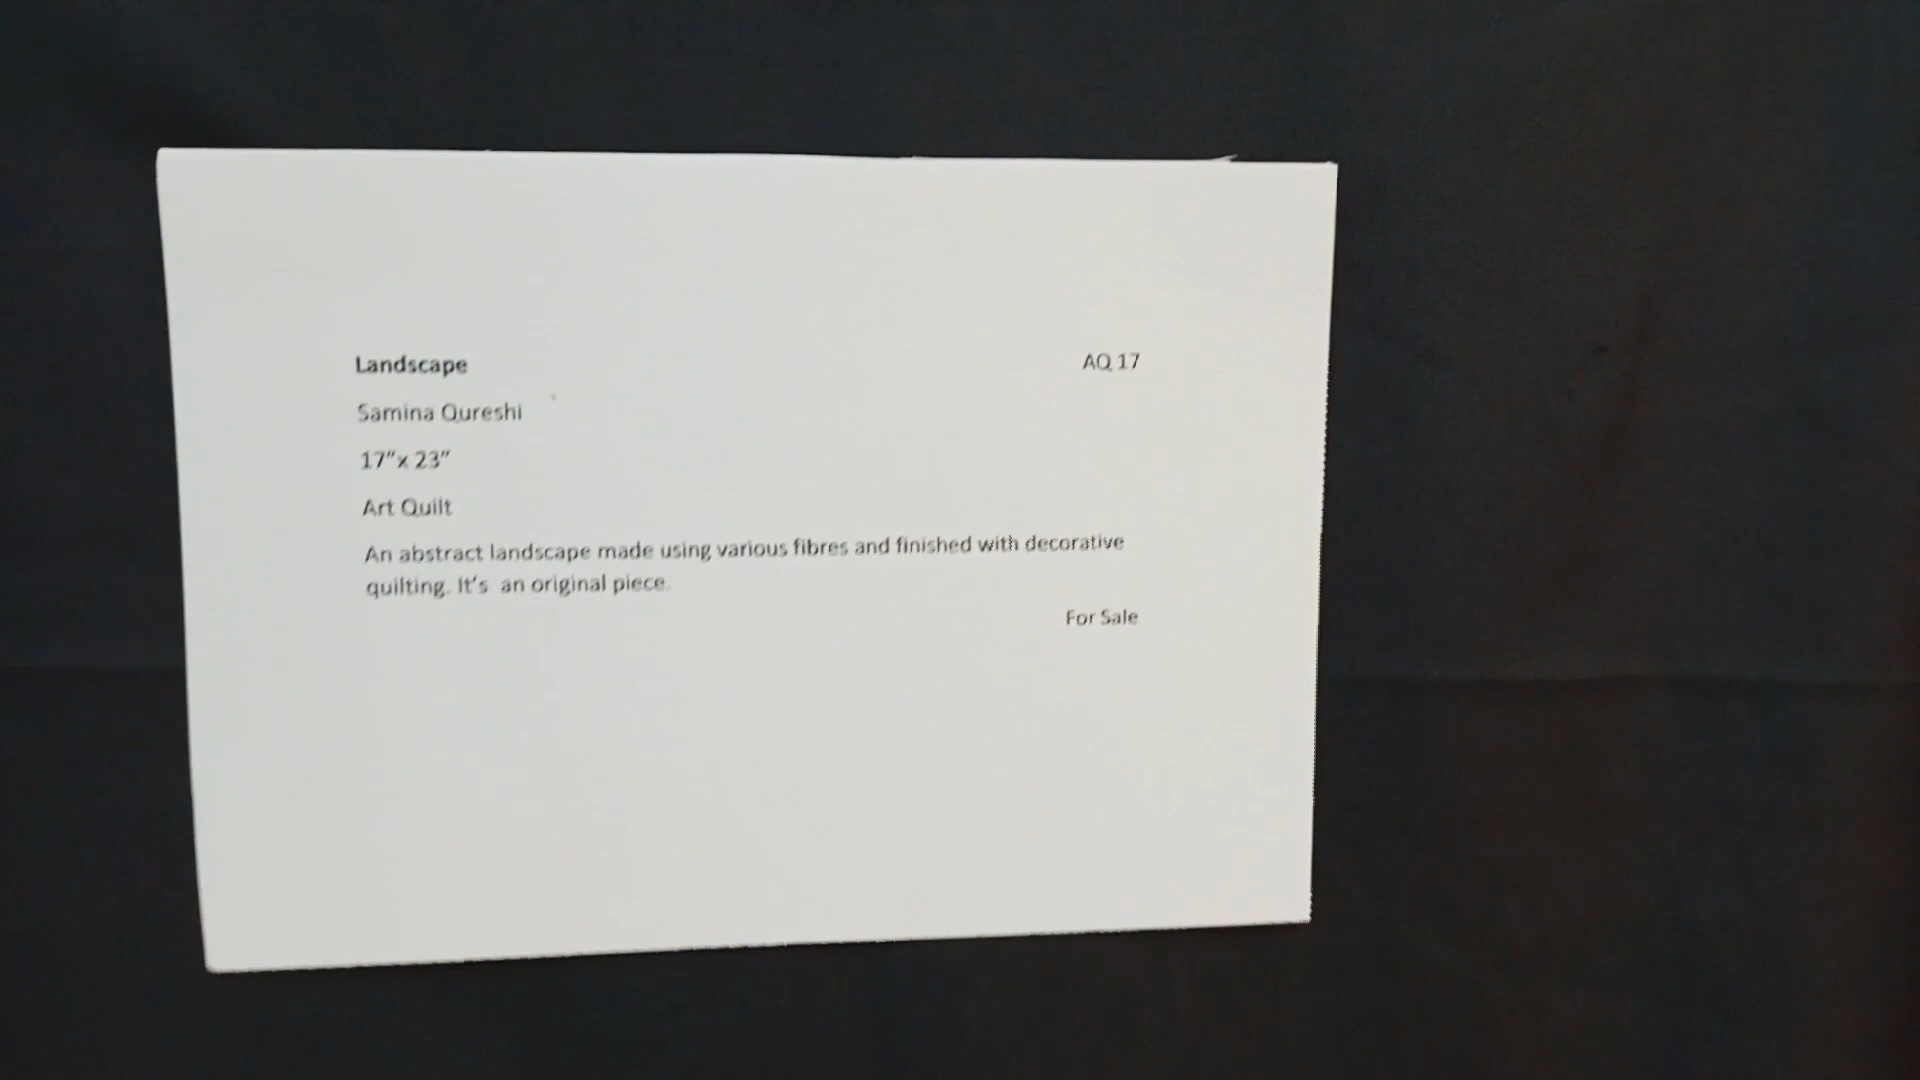 Landscape AQ 17
Samina Qureshi
17”x 23”
Art Quilt
An abstract landscape made using various fibres and finished with decorative
quilting. It’s  an original piece.
For Sale